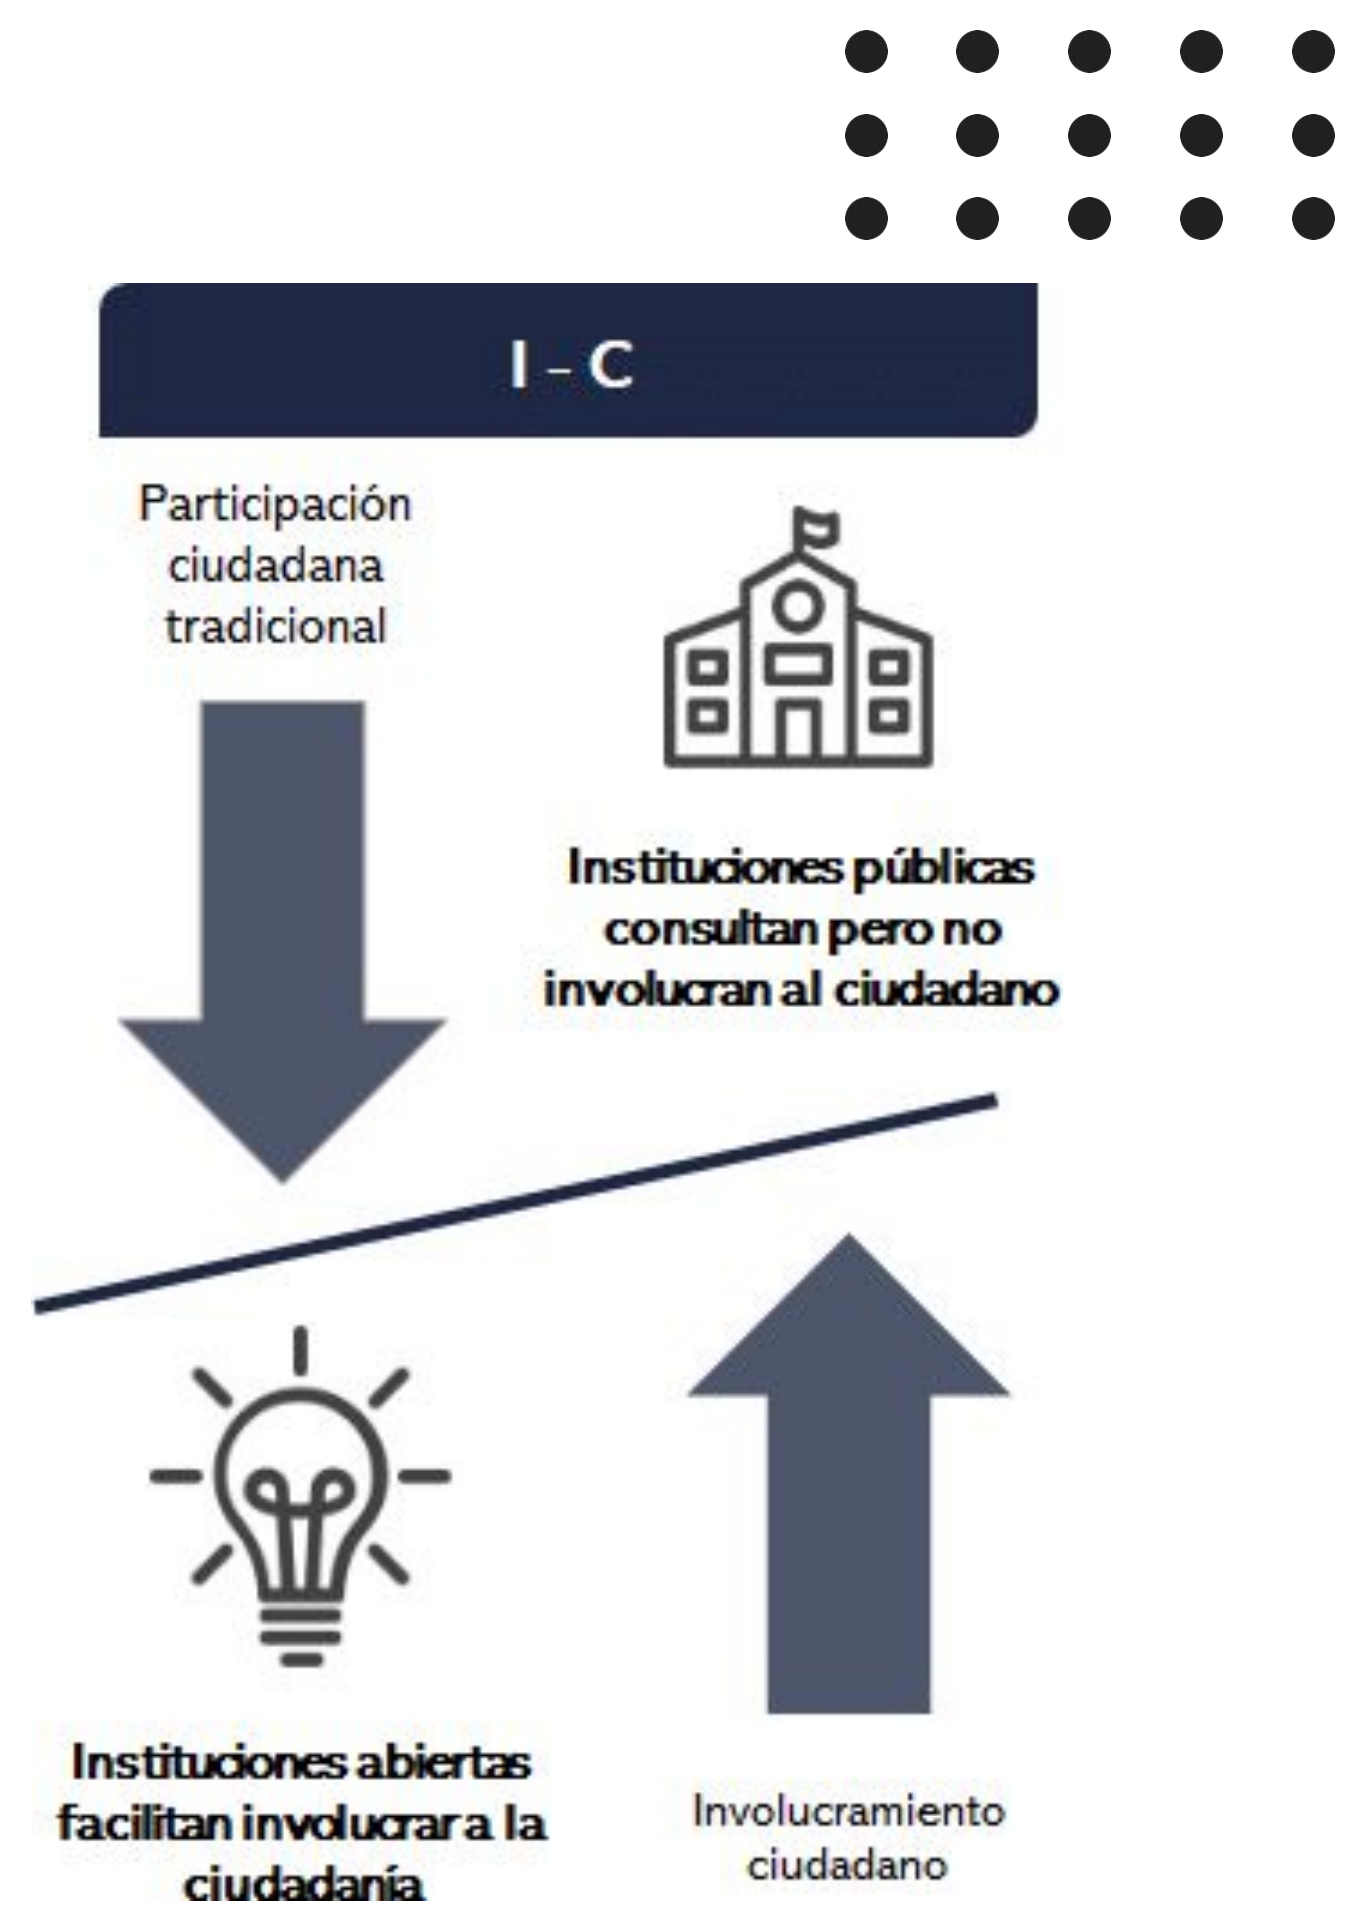 I - C
Participación
ciudadana
tradicional
Instituciones públicas
consultan pero no
involucran al ciudadano
Instituciones abiertas
facilitan involucrar a la
ciudadanía
Involucramiento
ciudadano